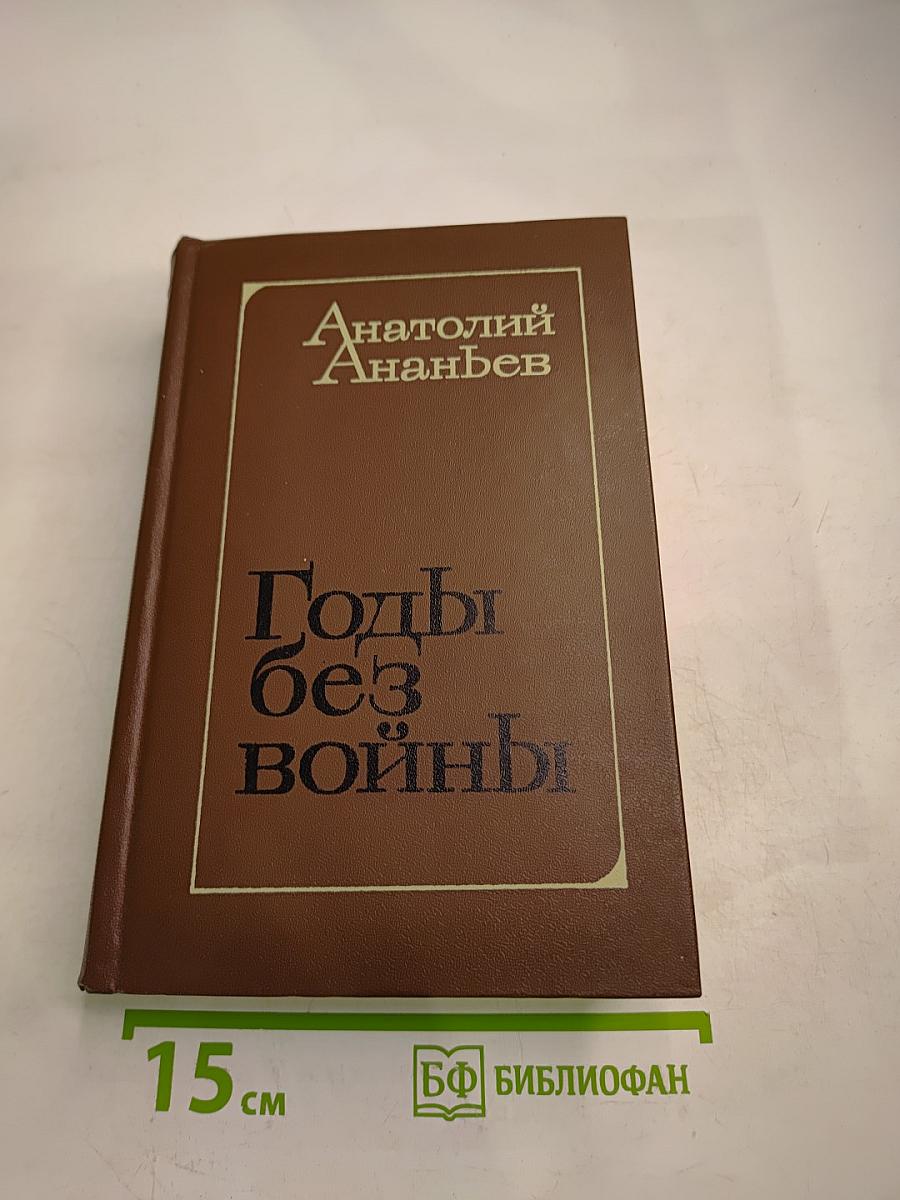 Анатолий
Ананьев
Годы
без
войны
15 см
БФ БИБЛИОФАН